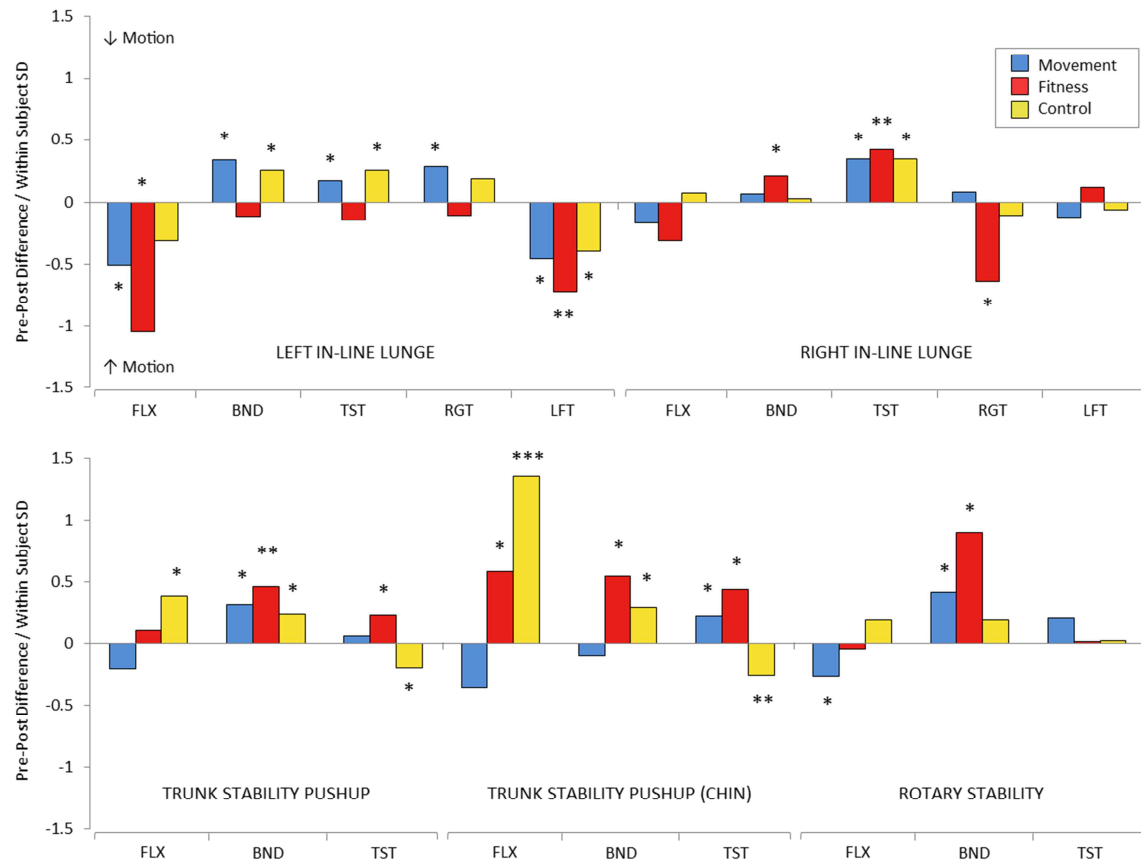 Pre-Post Difference / Within Subject SD
1.5
1
0.5
0
-0.5
-1
-1.5
↓ Motion
↑ Motion
Movement
Fitness
Control
* * * * * * * * * ** *
* * ** *
*
LEFT IN-LINE LUNGE RIGHT IN-LINE LUNGE
FLX BND TST RGT LFT FLX BND TST RGT LFT
Pre-Post Difference / Within Subject SD
1.5
1
0.5
0
-0.5
-1
-1.5
* * ** * * * * *** * * * * * *
* ** *
TRUNK STABILITY PUSHUP TRUNK STABILITY PUSHUP (CHIN) ROTARY STABILITY
FLX BND TST FLX BND TST FLX BND TST